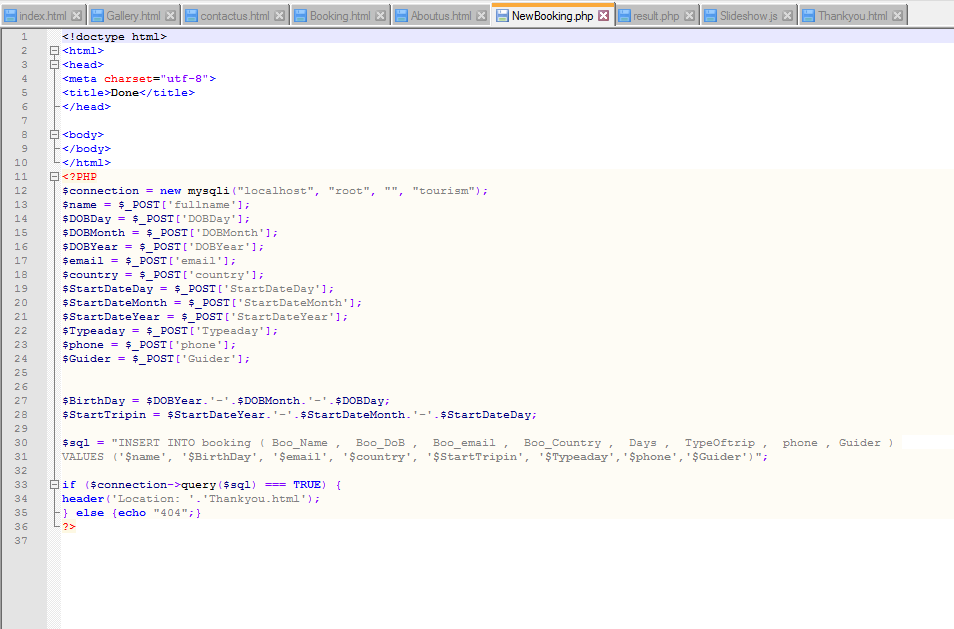 index.html Gallery.html contactus.html Booking.html Aboutus.html NewBooking.php result.php Slideshow.js Thankyou.html
1 <!doctype html>
2 <html>
3 <head>
4 <meta charset="utf-8">
5 <title>Done</title>
6 </head>
7
8 <body>
9 </body>
10 </html>
11 <?PHP
12 $connection = new mysqli("localhost", "root", "", "tourism");
13 $name = $_POST['fullname'];
14 $DOBDay = $_POST['DOBDay'];
15 $DOBMonth = $_POST['DOBMonth'];
16 $DOBYear = $_POST['DOBYear'];
17 $email = $_POST['email'];
18 $country = $_POST['country'];
19 $StartDateDay = $_POST['StartDateDay'];
20 $StartDateMonth = $_POST['StartDateMonth'];
21 $StartDateYear = $_POST['StartDateYear'];
22 $Typeaday = $_POST['Typeaday'];
23 $phone = $_POST['phone'];
24 $Guider = $_POST['Guider'];
25
26
27 $BirthDay = $DOBYear.'-'.$DOBMonth.'-'.$DOBDay;
28 $StartTripin = $StartDateYear.'-'.$StartDateMonth.'-'.$StartDateDay;
29
30 $sql = "INSERT INTO booking ( Boo_Name ,  Boo_DoB ,  Boo_email ,  Boo_Country ,  Days ,  TypeOftrip ,  phone , Guider )
31 VALUES ('$name', '$BirthDay', '$email', '$country', '$StartTripin', '$Typeaday','$phone','$Guider')";
32
33 if ($connection->query($sql) === TRUE) {
34 header('Location: '.'Thankyou.html');
35 } else {echo "404";}
36 ?>
37